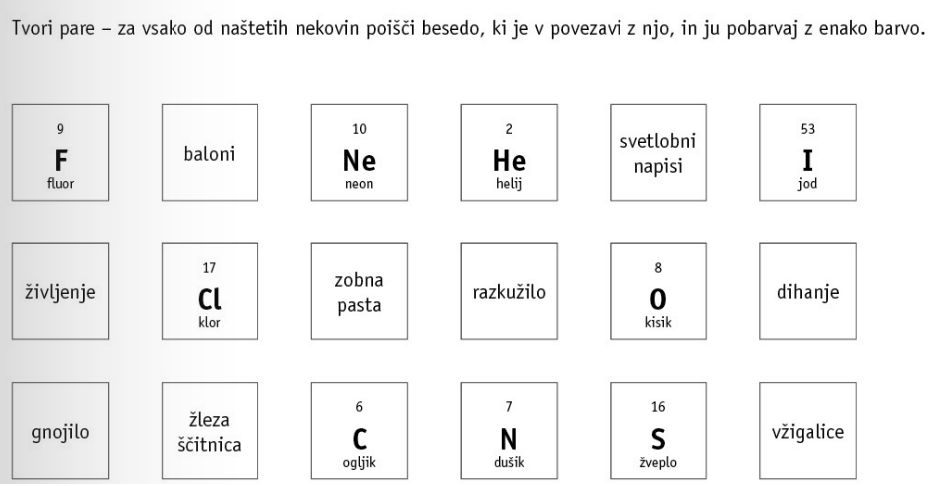 Tvori pare – za vsako od naštetih nekovin poišči besedo, ki je v povezavi z njo, in ju pobarvaj z enako barvo.
9
F
fluor
baloni
10
Ne
neon
2
He
helij
svetlobni
napisi
53
I
jod
življenje
17
Cl
klor
zobna
pasta
razkužilo
8
O
kisik
dihanje
gnojilo
žleza
ščitnica
6
C
ogljik
7
N
dušik
16
S
žveplo
vžigalice